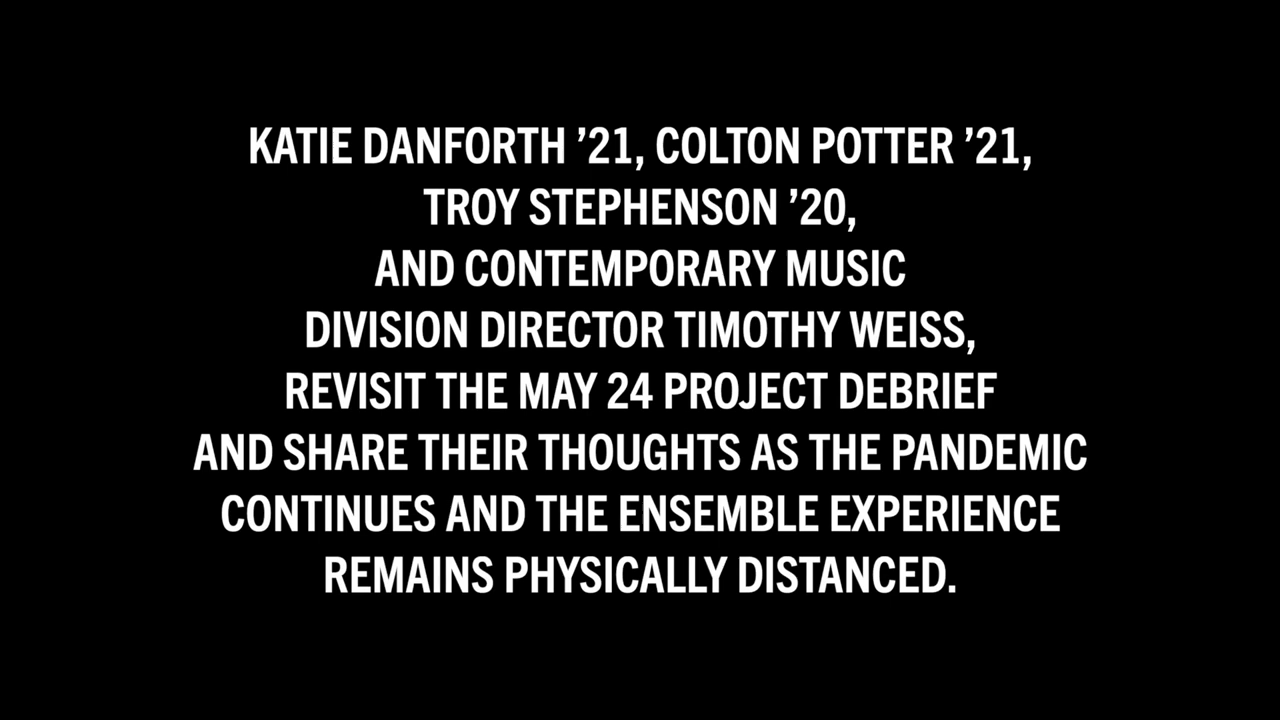 KATIE DANFORTH ’21, COLTON POTTER ’21,
TROY STEPHENSON ’20,
AND CONTEMPORARY MUSIC
DIVISION DIRECTOR TIMOTHY WEISS,
REVISIT THE MAY 24 PROJECT DEBRIEF
AND SHARE THEIR THOUGHTS AS THE PANDEMIC
CONTINUES AND THE ENSEMBLE EXPERIENCE
REMAINS PHYSICALLY DISTANCED.